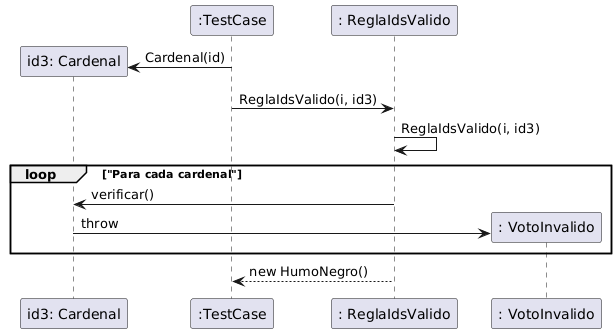 :TestCase
: ReglaIdsValido
id3: Cardenal
Cardenal(id)
ReglaIdsValido(i, id3)
ReglaIdsValido(i, id3)
loop
["Para cada cardenal"]
verificar()
throw
: VotoInvalido
new HumoNegro()
id3: Cardenal
:TestCase
: ReglaIdsValido
: VotoInvalido